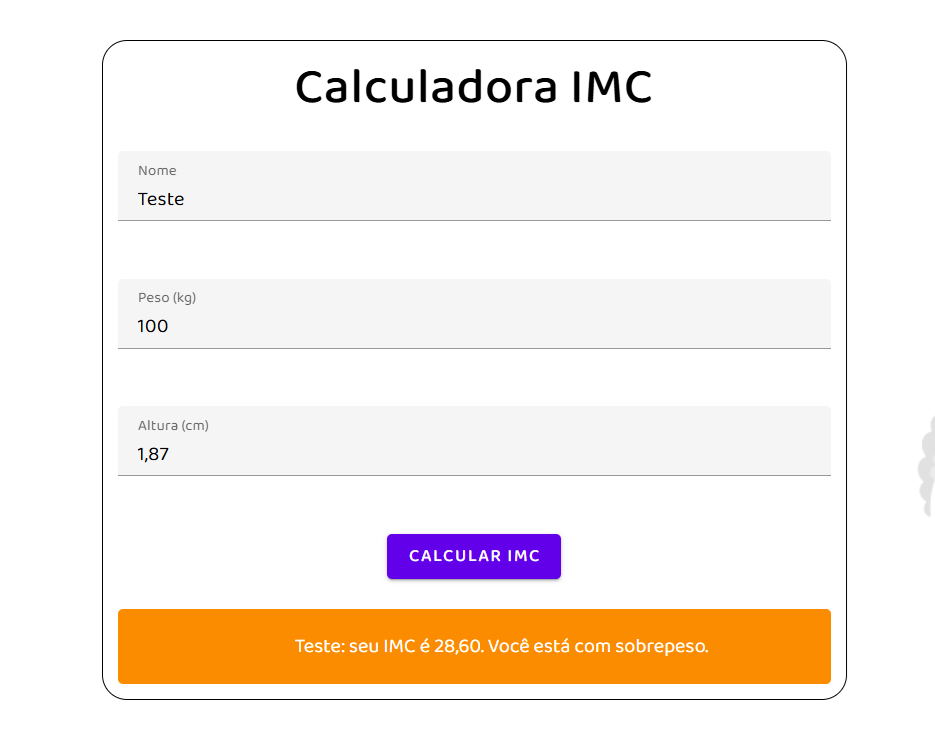 Calculadora IMC
Nome
Teste
Peso (kg)
100
Altura (cm)
1,87
CALCULAR IMC
Teste: seu IMC é 28,60. Você está com sobrepeso.